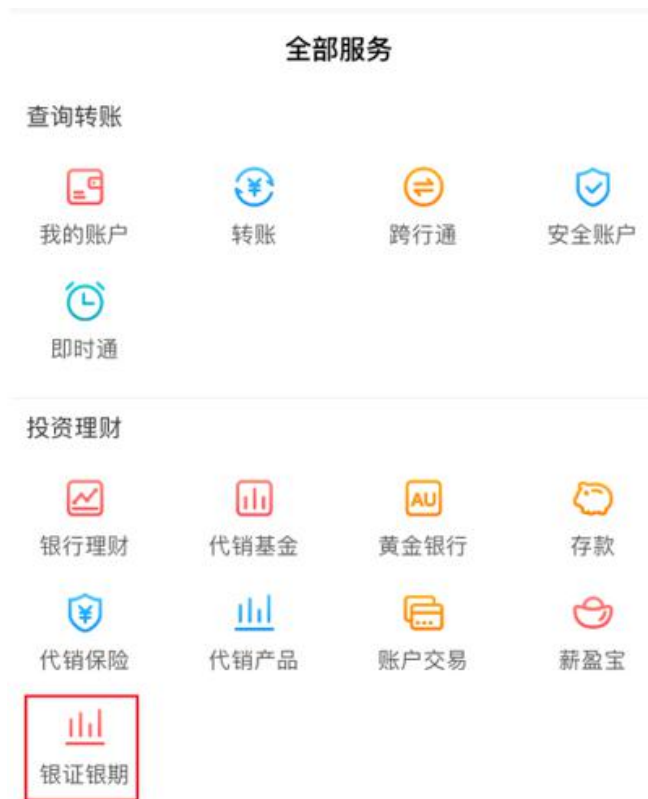 全部服务
查询转账
我的账户 转账 跨行通 安全账户
即时通
投资理财
AU
银行理财 代销基金 黄金银行 存款
代销保险 代销产品 账户交易 薪盈宝
银证银期